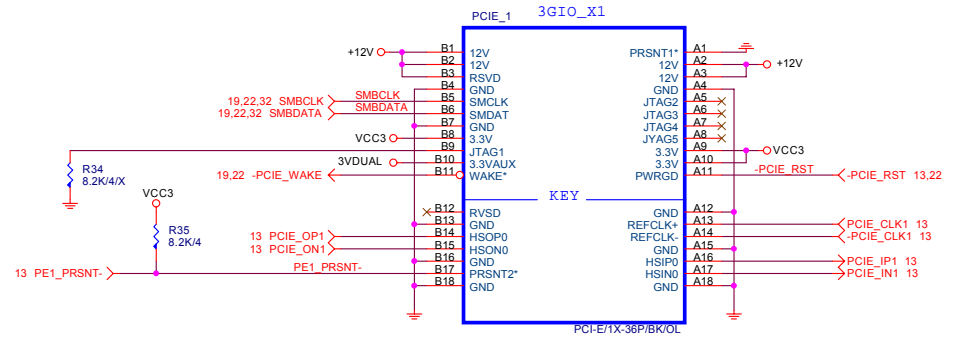 PCIE_1 3GIO_X1
+12V B1 12V PRSNT1* A1
B2 12V 12V A2 +12V
B3 RSVD 12V A3
B4 GND GND A4
19,22,32 SMBCLK SMBCLK B5 SMCLK JTAG2 A5
19,22,32 SMBDATA SMBDATA B6 SMDAT JTAG3 A6
B7 GND JTAG4 A7
VCC3 B8 3.3V JYAG5 A8
B9 JTAG1 3.3V A9 VCC3
3VDUAL B10 3.3VAUX 3.3V A10
19,22 -PCIE_WAKE B11 WAKE* PWRGD A11 -PCIE_RST -PCIE_RST 13,22
R34
8.2K/4/X
KEY
VCC3
B12 RVSD GND A12
B13 GND REFCLK+ A13 PCIE_CLK1 13
13 PCIE_OP1 B14 HSOP0 REFCLK- A14 -PCIE_CLK1 13
13 PCIE_ON1 B15 HSON0 GND A15
R35
8.2K/4
B16 GND HSIP0 A16 PCIE_IP1 13
13 PE1_PRSNT- PE1_PRSNT- B17 PRSNT2* HSIN0 A17 PCIE_IN1 13
B18 GND GND A18
PCI-E/1X-36P/BK/OL